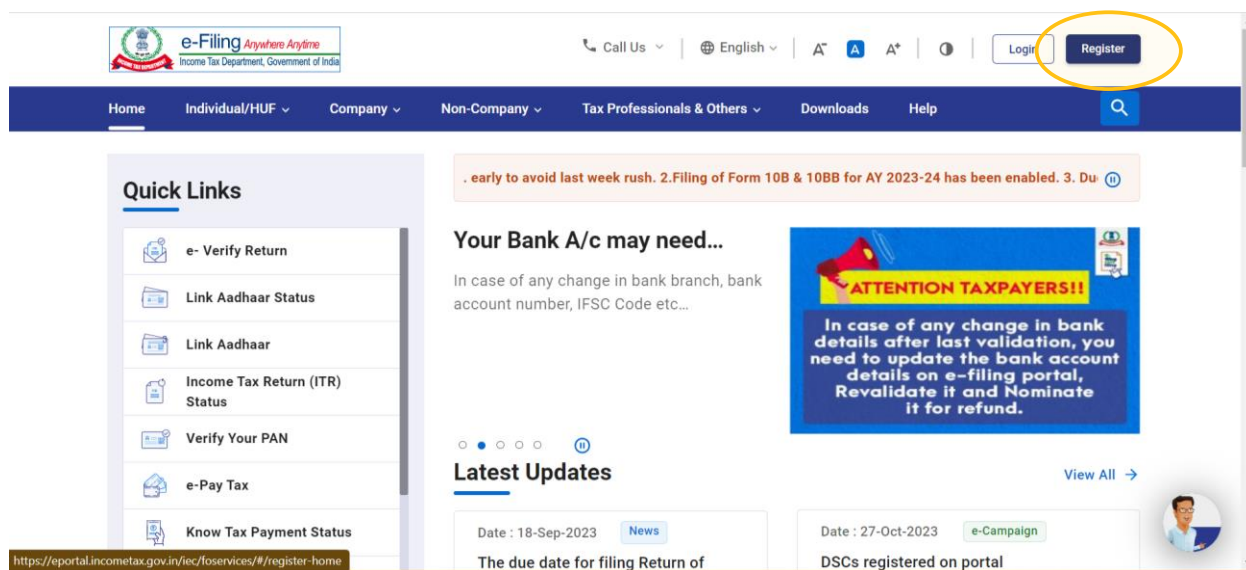 e-Filing Anywhere Anytime
Income Tax Department, Government of India
Call Us
English
A-
A
A+
Login
Register
Home Individual/HUF Company Non-Company Tax Professionals & Others Downloads Help
Quick Links
e- Verify Return
Link Aadhaar Status
Link Aadhaar
Income Tax Return (ITR)
Status
Verify Your PAN
e-Pay Tax
Know Tax Payment Status
. early to avoid last week rush. 2.Filing of Form 10B & 10BB for AY 2023-24 has been enabled. 3. Du
Your Bank A/c may need...
In case of any change in bank branch, bank
account number, IFSC Code etc...
ATTENTION TAXPAYERS!!
In case of any change in bank
details after last validation, you
need to update the bank account
details on e-filing portal,
Revalidate it and Nominate
it for refund.
Latest Updates
View All
Date : 18-Sep-2023 News
The due date for filing Return of
Date : 27-Oct-2023 e-Campaign
DSCs registered on portal
https://eportal.incometax.gov.in/iec/foservices/#/register-home